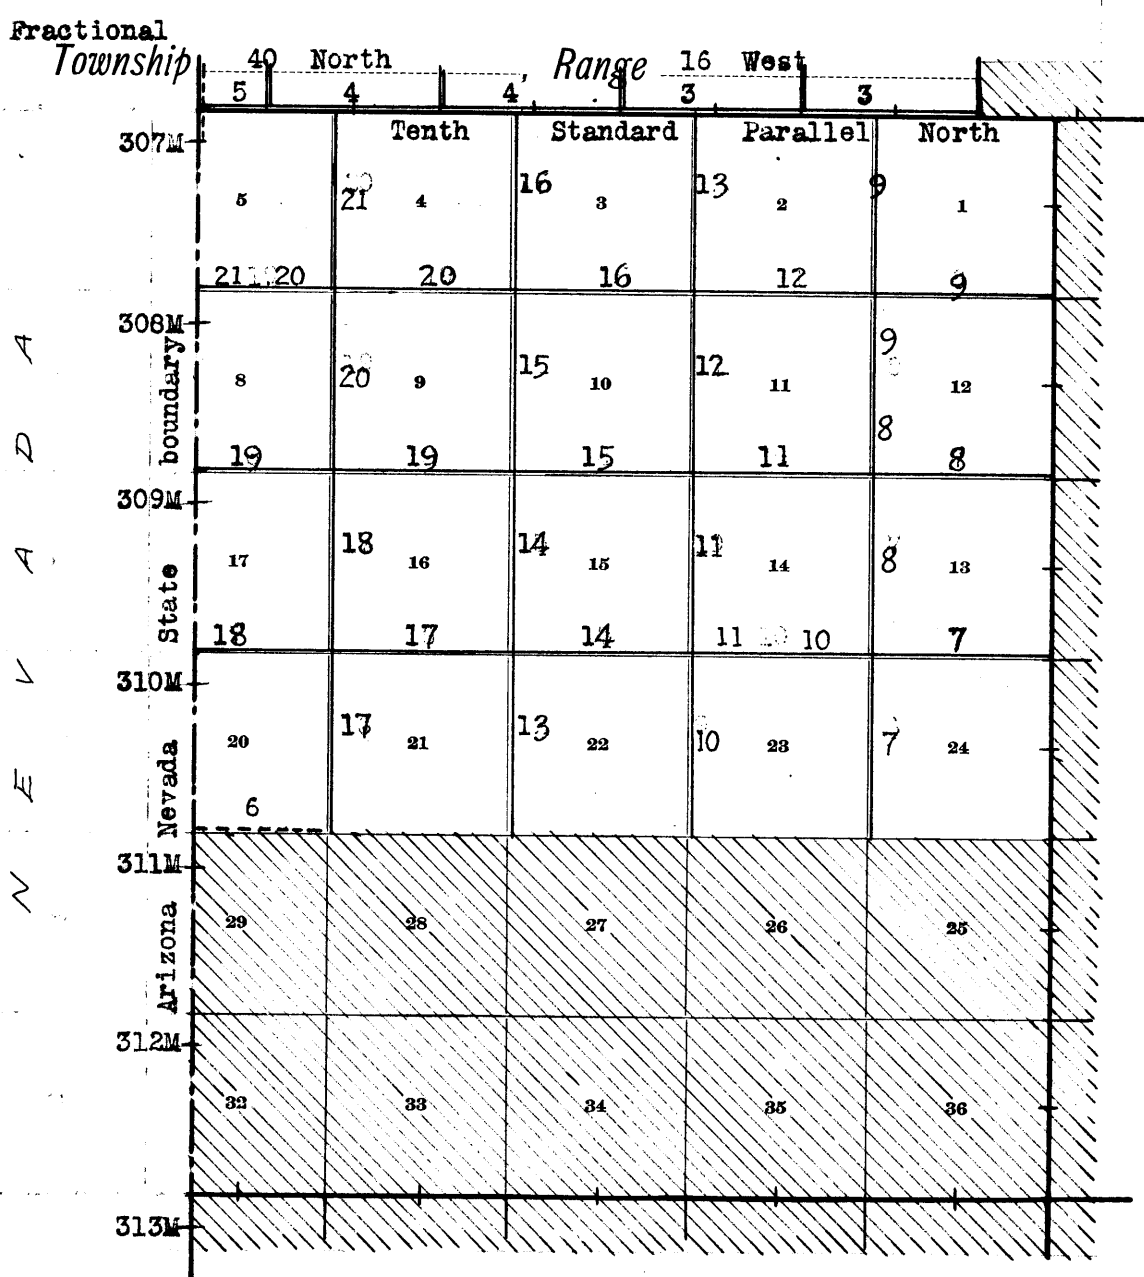 Fractional
Township 40 North, Range 16 West
5 4 4 3 3
Tenth Standard Parallel North
307M
5 21 4 16 3 13 2 9 1
21 20 20 16 12 9
308M
9
8 20 9 15 10 12 11 12
8
19 19 15 11 8
309M
17 18 16 14 15 11 14 8 13
18 17 14 11 10 7
310M
20 17 21 13 22 10 23 7 24
6
311M
29 28 27 26 25
312M
32 33 34 35 36
313M
Arizona Nevada State boundary
NEVADA